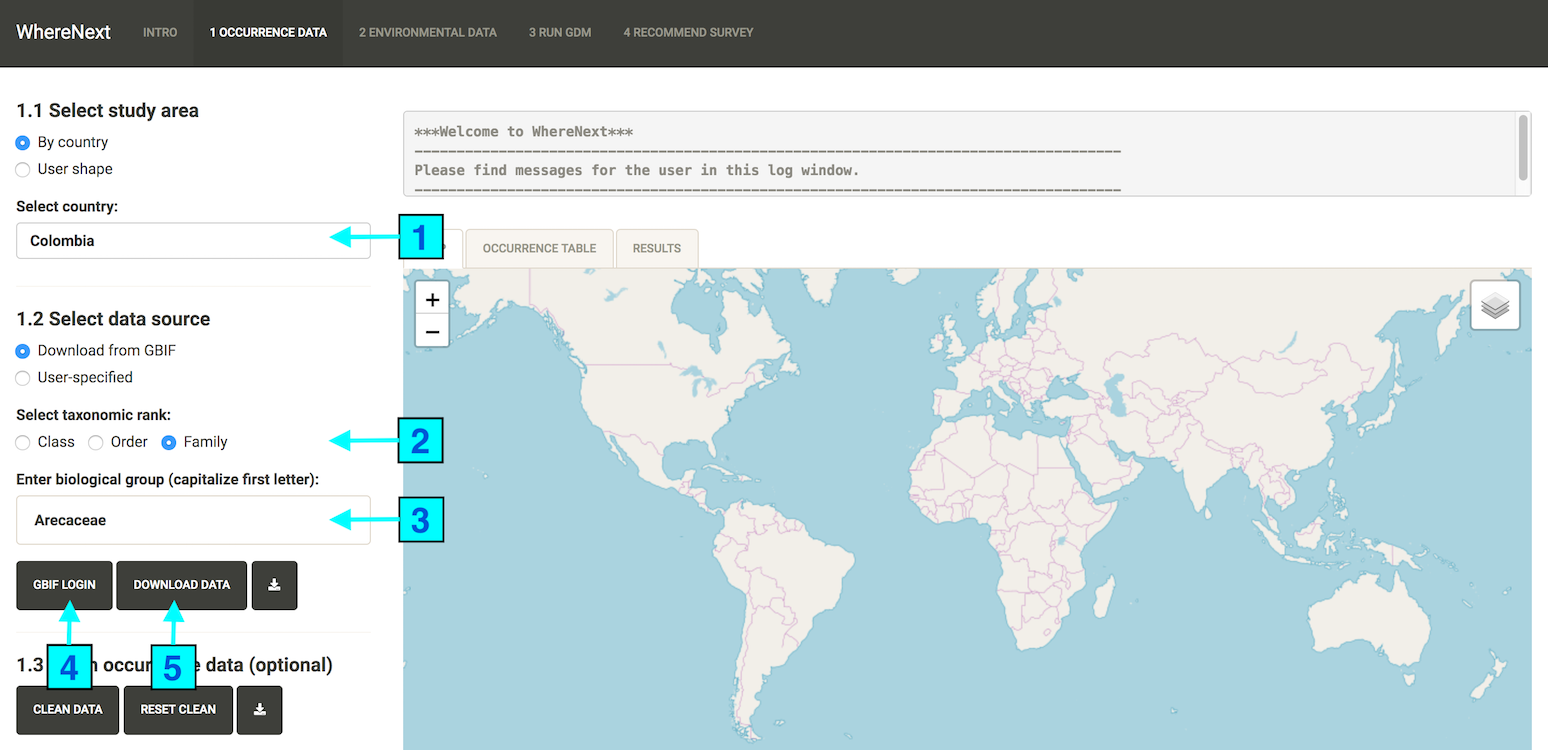 WhereNext INTRO 1 OCCURRENCE DATA 2 ENVIRONMENTAL DATA 3 RUN GDM 4 RECOMMEND SURVEY
1.1 Select study area
By country
User shape
Select country:
Colombia
1
1.2 Select data source
Download from GBIF
User-specified
Select taxonomic rank:
Class Order Family
2
Enter biological group (capitalize first letter):
Arecaceae
3
GBIF LOGIN DOWNLOAD DATA
4 5
1.3 data (optional)
CLEAN DATA RESET CLEAN
***Welcome to WhereNext***
Please find messages for the user in this log window.
OCCURRENCE TABLE RESULTS
+
−